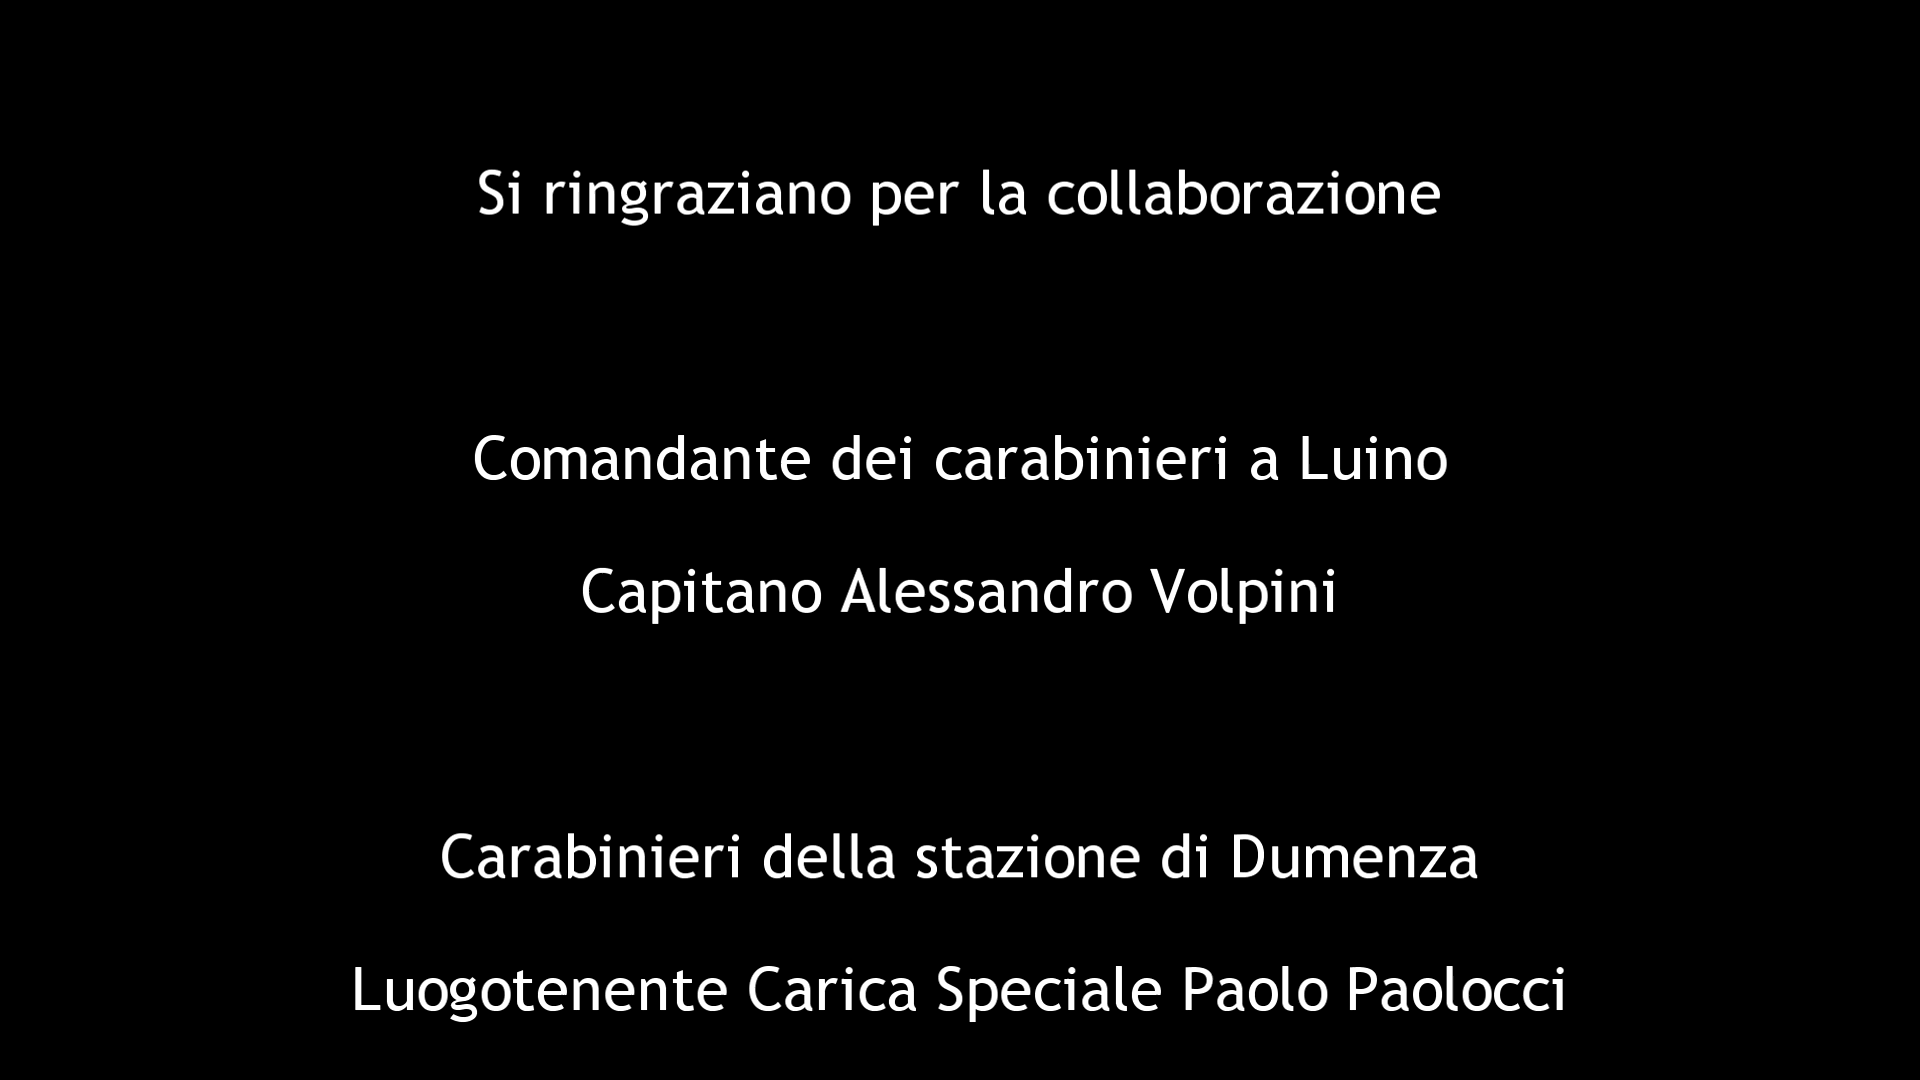 Si ringraziano per la collaborazione
Comandante dei carabinieri a Luino
Capitano Alessandro Volpini
Carabinieri della stazione di Dumenza
Luogotenente Carica Speciale Paolo Paolocci